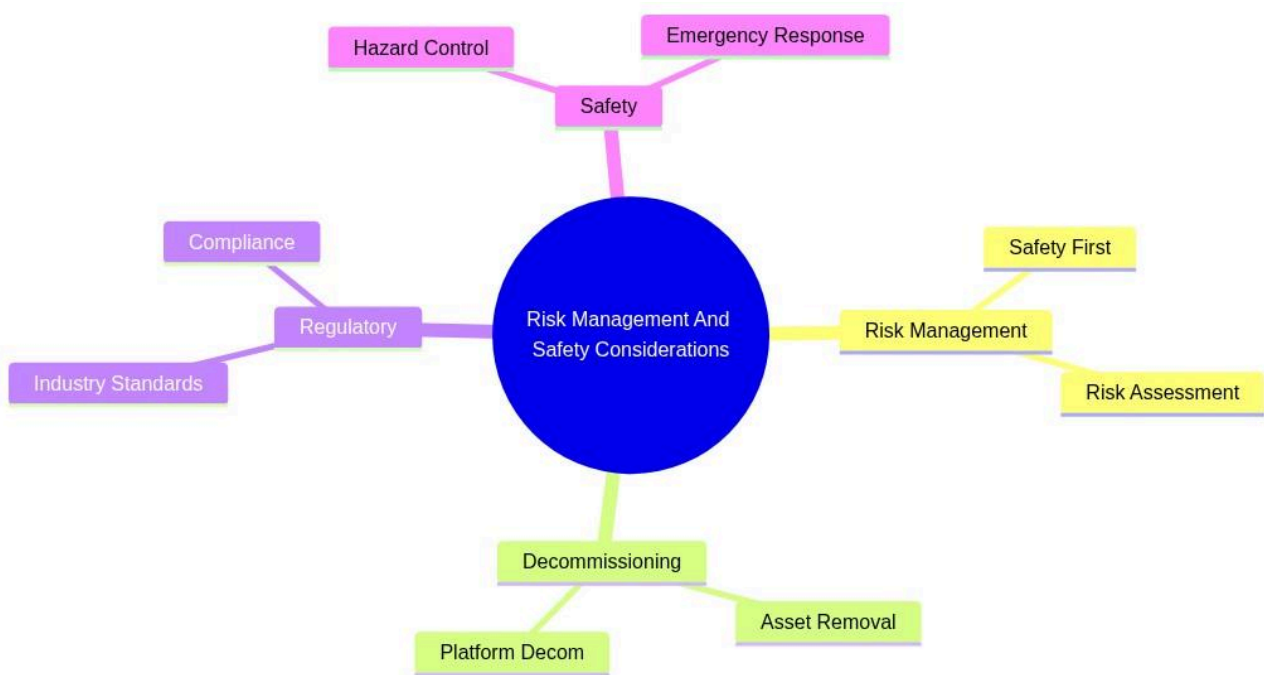 Hazard Control
Emergency Response
Safety
Compliance
Regulatory
Industry Standards
Risk Management And
Safety Considerations
Safety First
Risk Management
Risk Assessment
Decommissioning
Asset Removal
Platform Decom